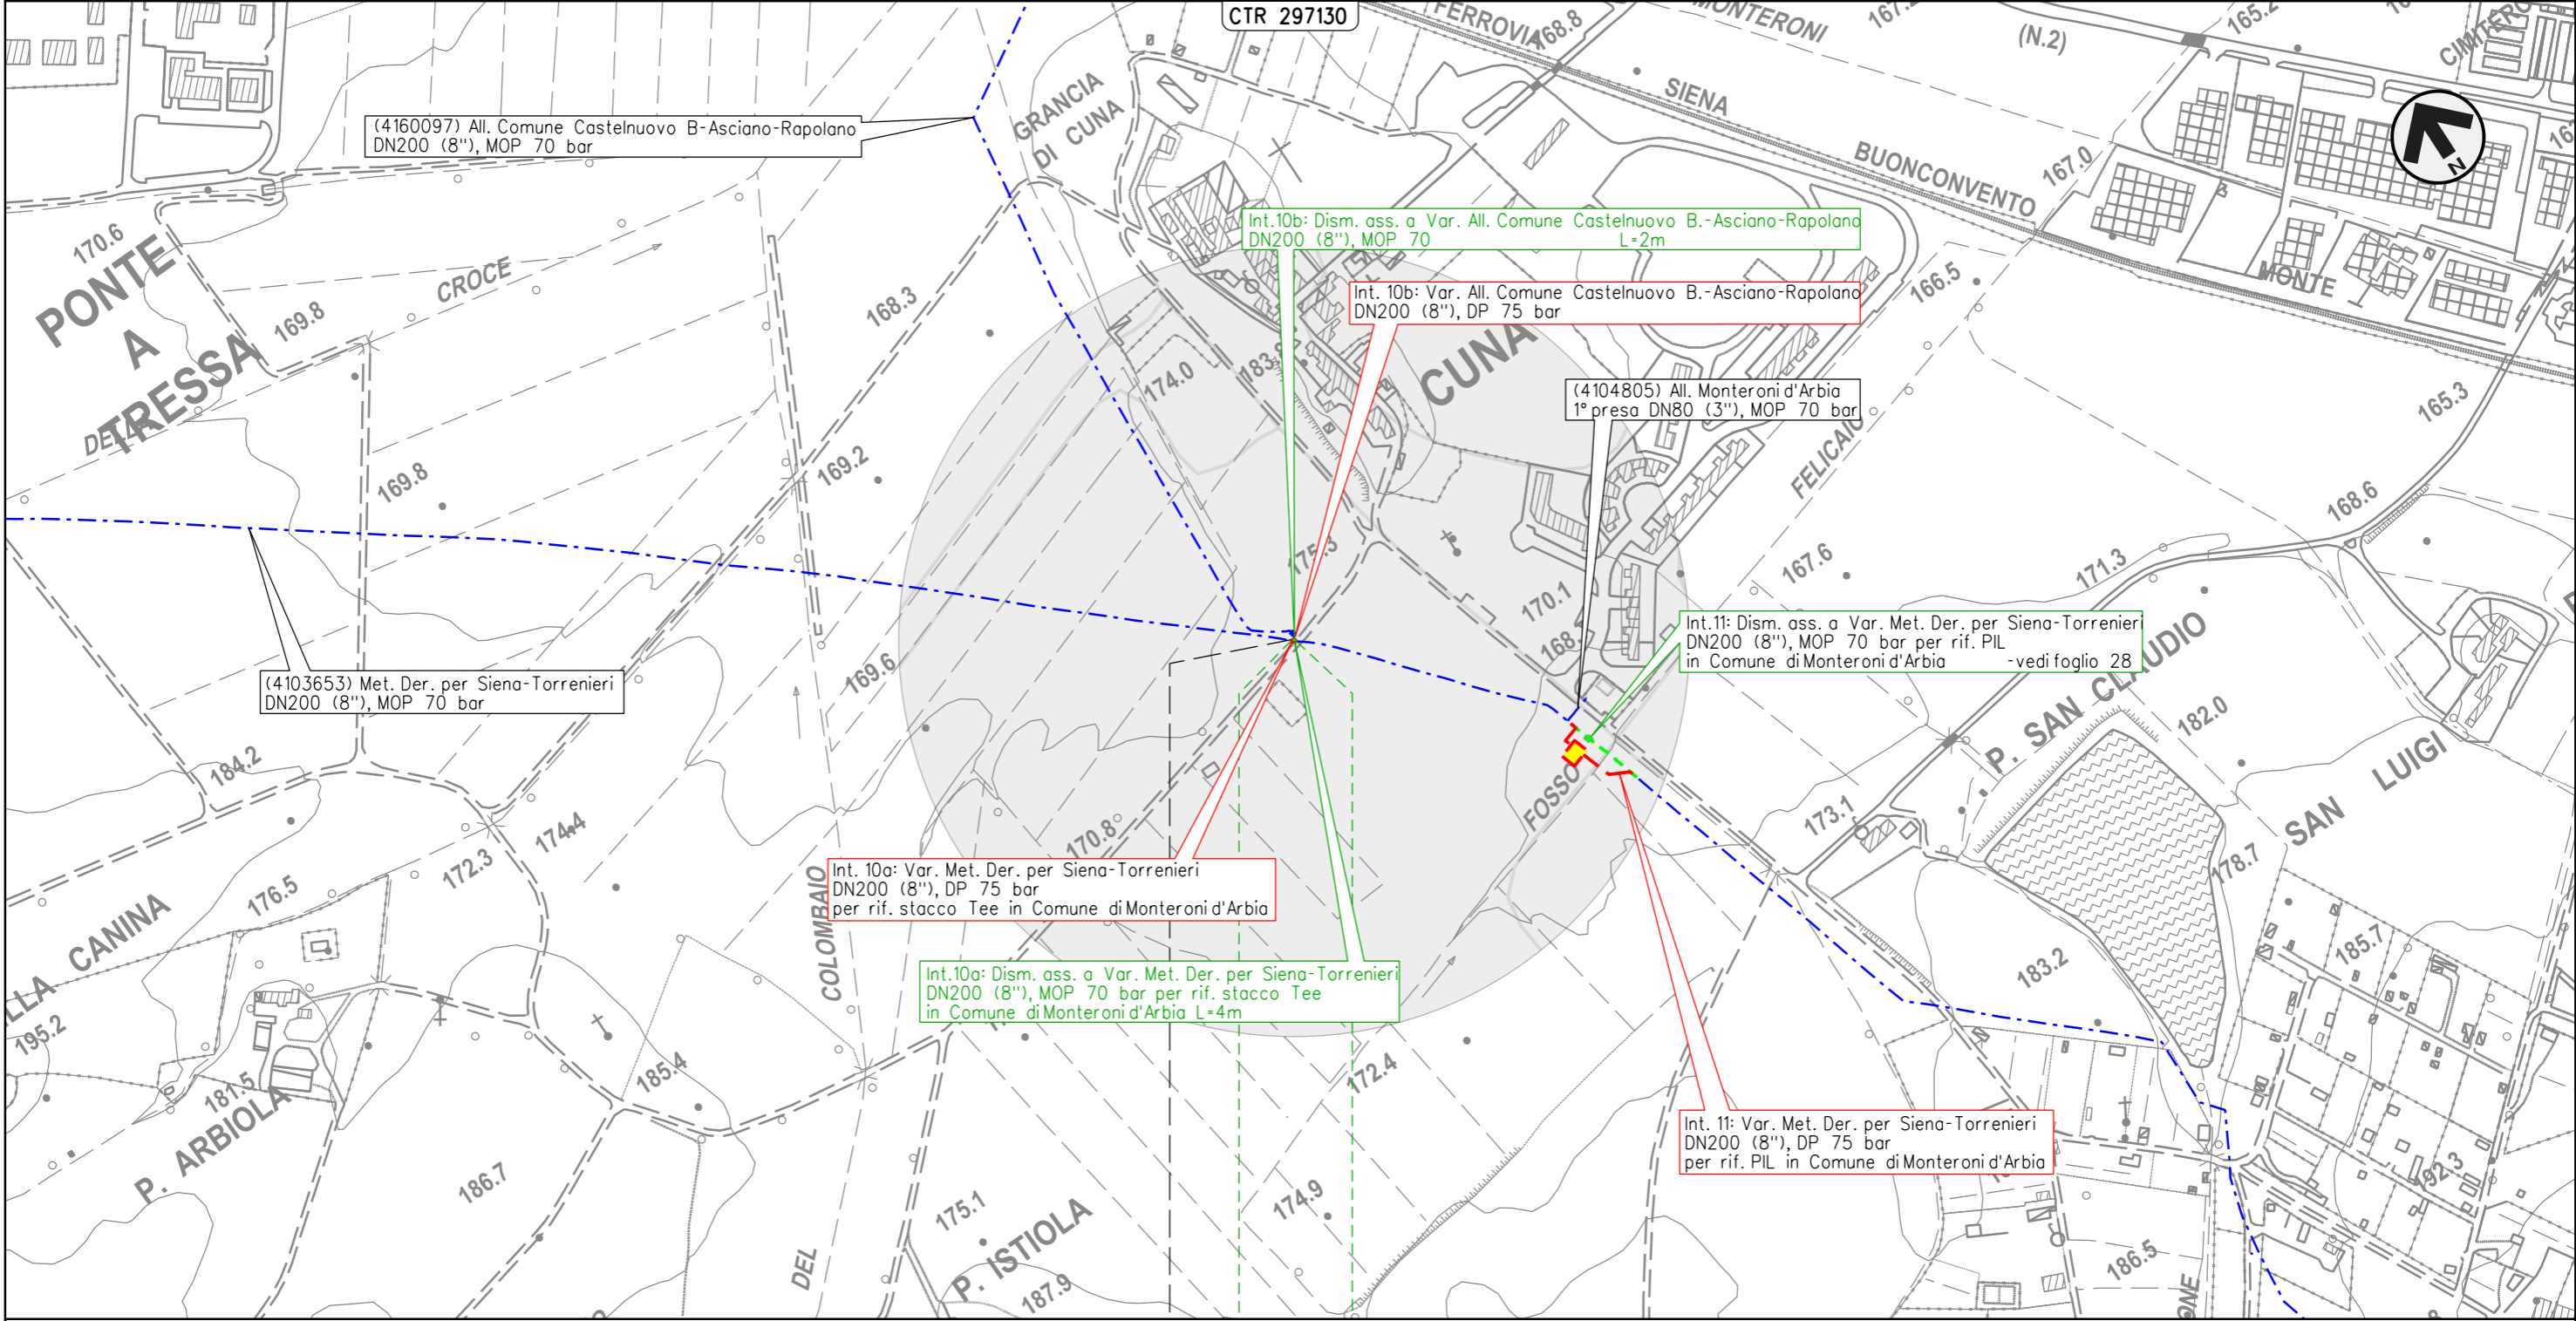 CTR 297130
FERROVIA
168.8
MONTERONI
(N.2)
165.2
CIMITERO
SIENA
BUONCONVENTO
167.0
MONTE
N
GRANCIA
DI CUNA
(4160097) All. Comune Castelnuovo B-Asciano-Rapolano
DN200 (8"), MOP 70 bar
Int.10b: Dism. ass. a Var. All. Comune Castelnuovo B.-Asciano-Rapolano
DN200 (8"), MOP 70 L=2m
Int. 10b: Var. All. Comune Castelnuovo B.-Asciano-Rapolano
DN200 (8"), DP 75 bar
170.6
PONTE
A
TRESSA
CROCE
169.8
168.3
166.5
174.0
CUNA
(4104805) All. Monteroni d'Arbia
1° presa DN80 (3"), MOP 70 bar
165.3
169.8
169.2
FELICAIO
168.6
175.3
167.6
171.3
170.1
Int.11: Dism. ass. a Var. Met. Der. per Siena-Torrenieri
DN200 (8"), MOP 70 bar per rif. PIL
in Comune di Monteroni d'Arbia -vedi foglio 28
169.6
(4103653) Met. Der. per Siena-Torrenieri
DN200 (8"), MOP 70 bar
P. SAN CLAUDIO
182.0
SAN LUIGI
184.2
FOSSO
173.1
174.4
170.8
172.3
178.7
176.5
COLOMBAIO
Int. 10a: Var. Met. Der. per Siena-Torrenieri
DN200 (8"), DP 75 bar
per rif. stacco Tee in Comune di Monteroni d'Arbia
CANINA
Int.10a: Dism. ass. a Var. Met. Der. per Siena-Torrenieri
DN200 (8"), MOP 70 bar per rif. stacco Tee
in Comune di Monteroni d'Arbia L=4m
183.2
185.7
195.2
181.5
185.4
172.4
P. ARBIOLA
Int. 11: Var. Met. Der. per Siena-Torrenieri
DN200 (8"), DP 75 bar
per rif. PIL in Comune di Monteroni d'Arbia
186.7
192.3
175.1
174.9
P. ISTIOLA
DEL
187.9
186.5